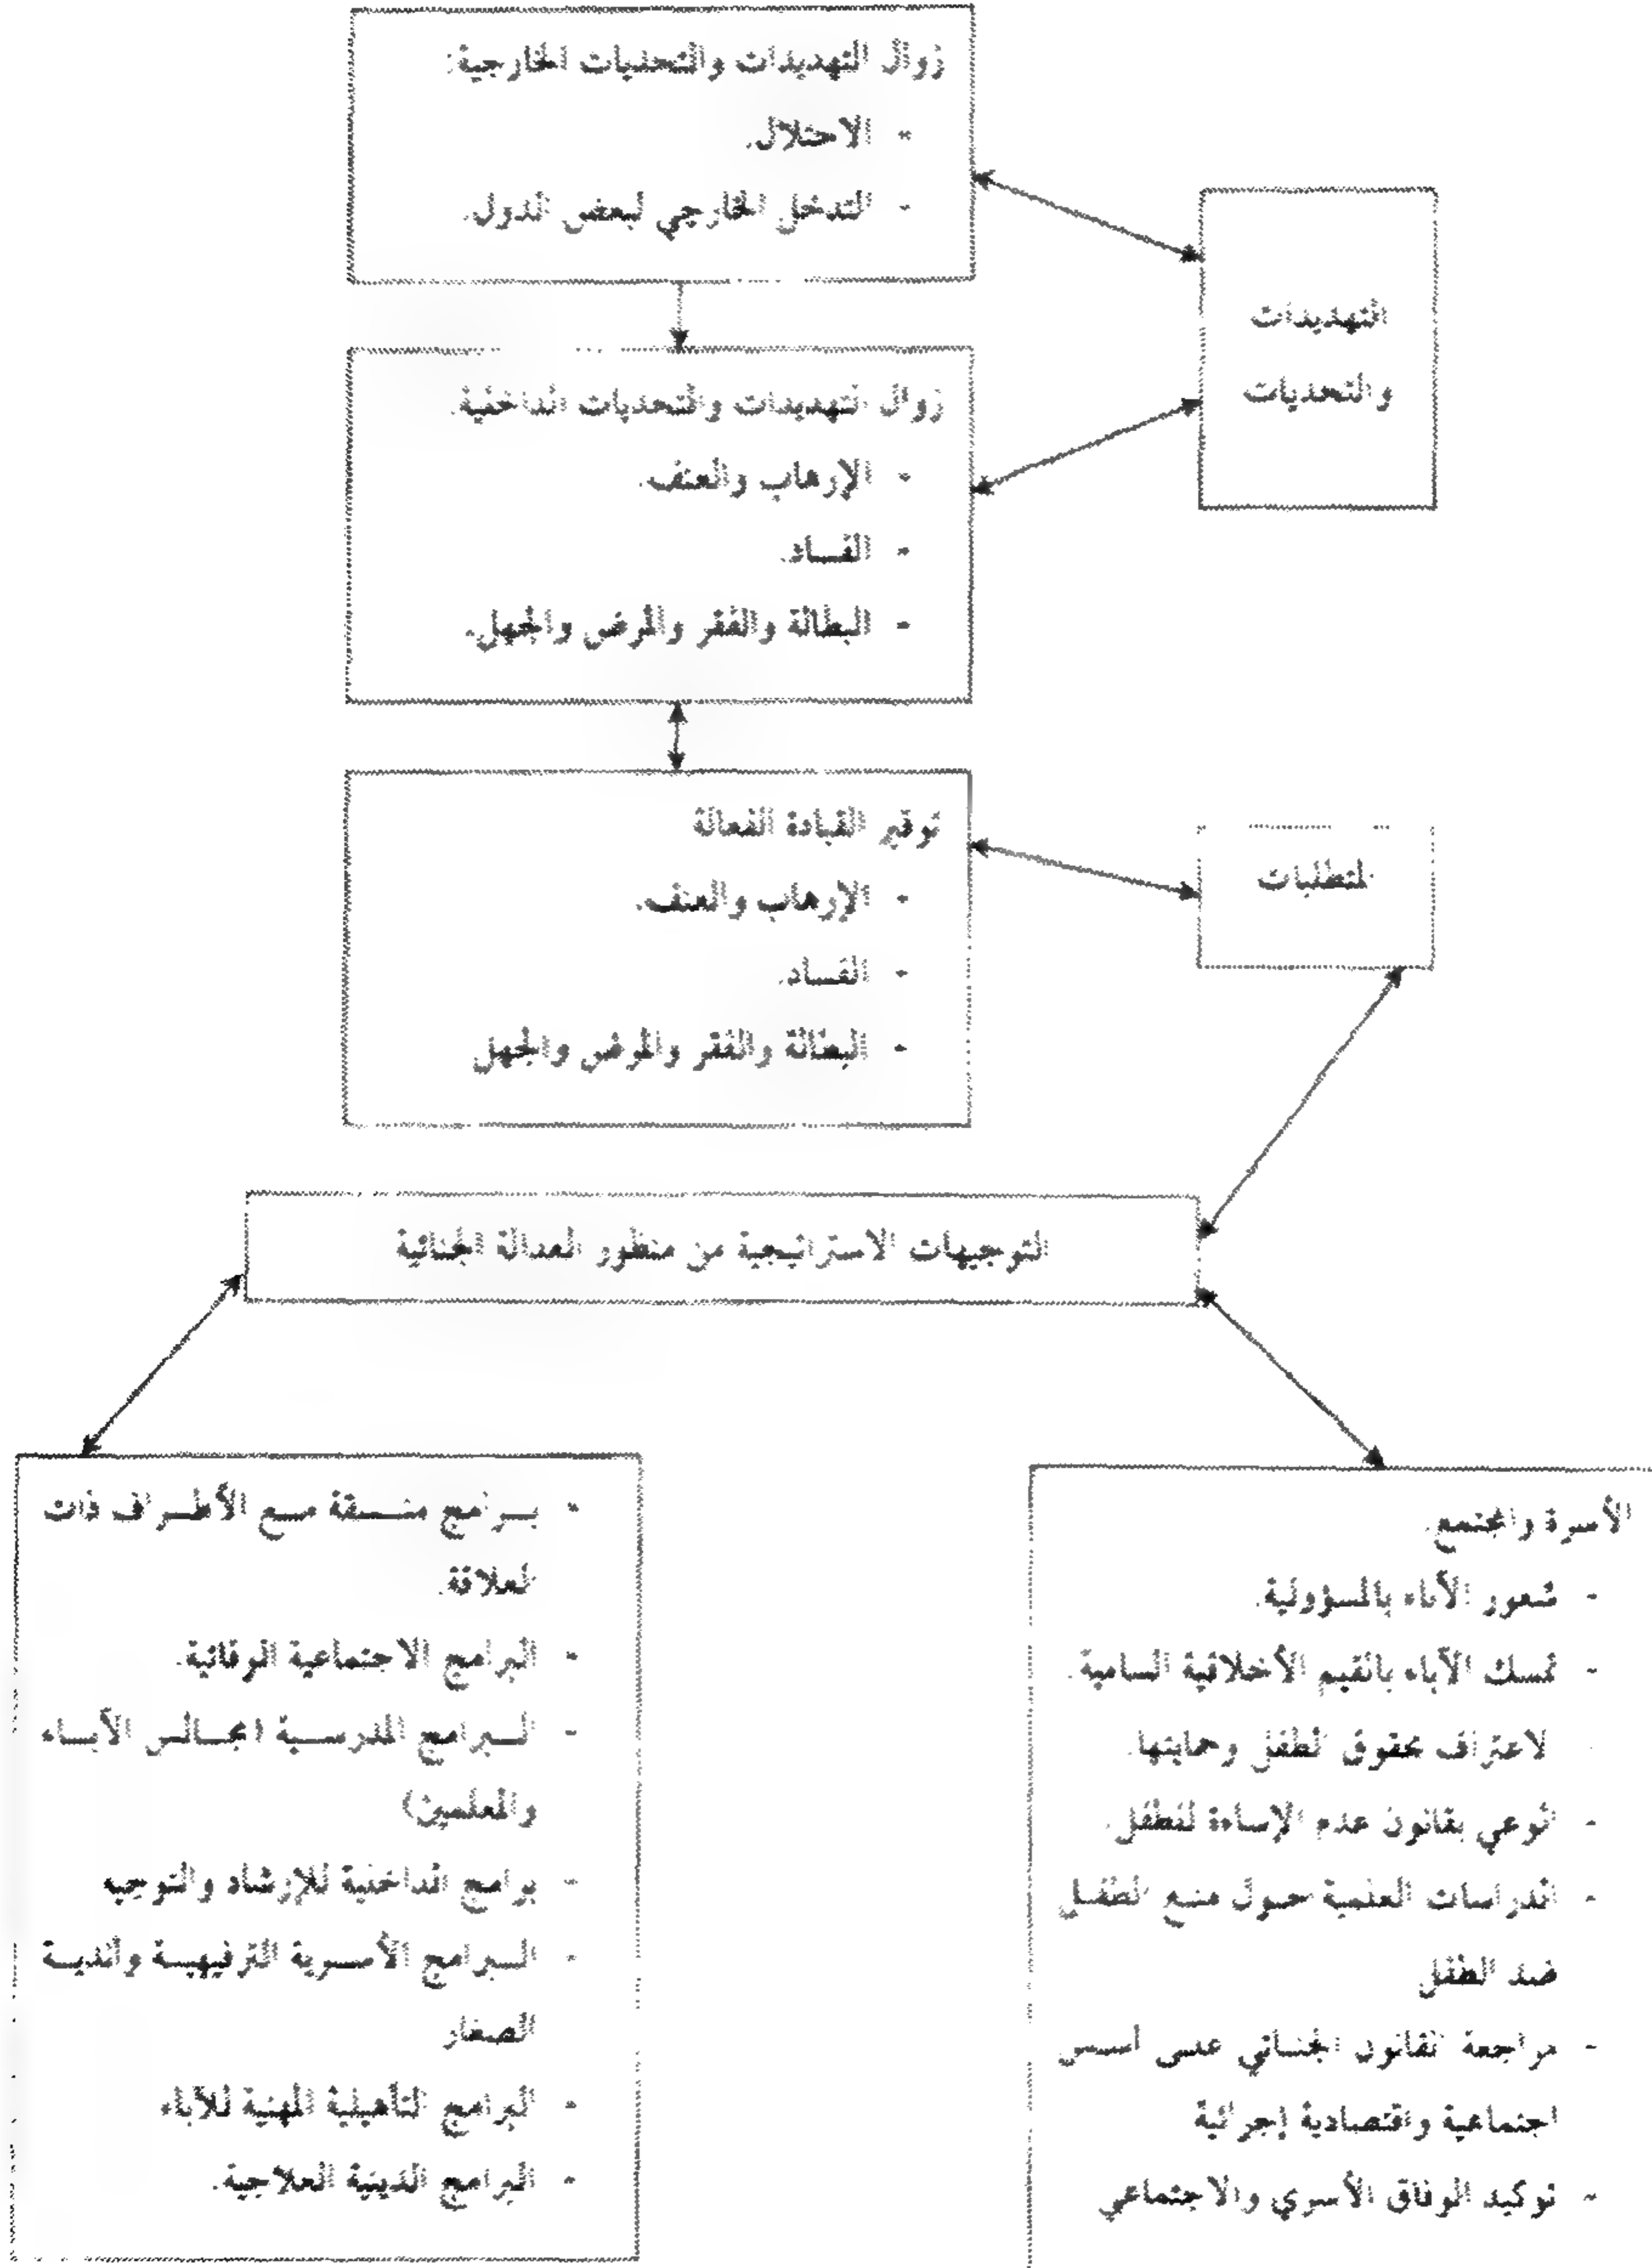 زوال التهديدات والتحديات الخارجية:
- الاحتلال.
- التدخل الخارجي لبعض الدول.
التهديدات
والتحديات
زوال التهديدات والتحديات الداخلية.
- الإرهاب والعنف.
- الفساد.
- البطالة والفقر والمرض والجهل.
توفير القيادة الفعالة
- الإرهاب والعنف.
- الفساد.
- البطالة والفقر والمرض والجهل
المتطلبات
التوجيهات الاستراتيجية من منظور العدالة الجنائية
الأسرة والمجتمع.
- شعور الآباء بالمسؤولية.
- تمسك الآباء بالقيم الأخلاقية السامية.
الاعتراف بحقوق الطفل وحمايتها.
- الوعي بقانون عدم الإساءة للطفل.
- الدراسات العلمية حول منع الطفل
ضد الطفل
- مراجعة القانون الجنائي على أسس
اجتماعية واقتصادية إجرائية
- توكيد الوفاق الأسري والاجتماعي
- برامج منسقة مع الأطراف ذات
العلاقة.
- البرامج الاجتماعية الوقائية.
- البرامج المدرسية (مجالس الآباء
والمعلمين)
- برامج الداخلية للإرشاد والتوجيه
- البرامج الأسرية الترفيهية وأندية
الصغار
- البرامج التأهيلية المهنية للآباء
- البرامج الدينية العلاجية.